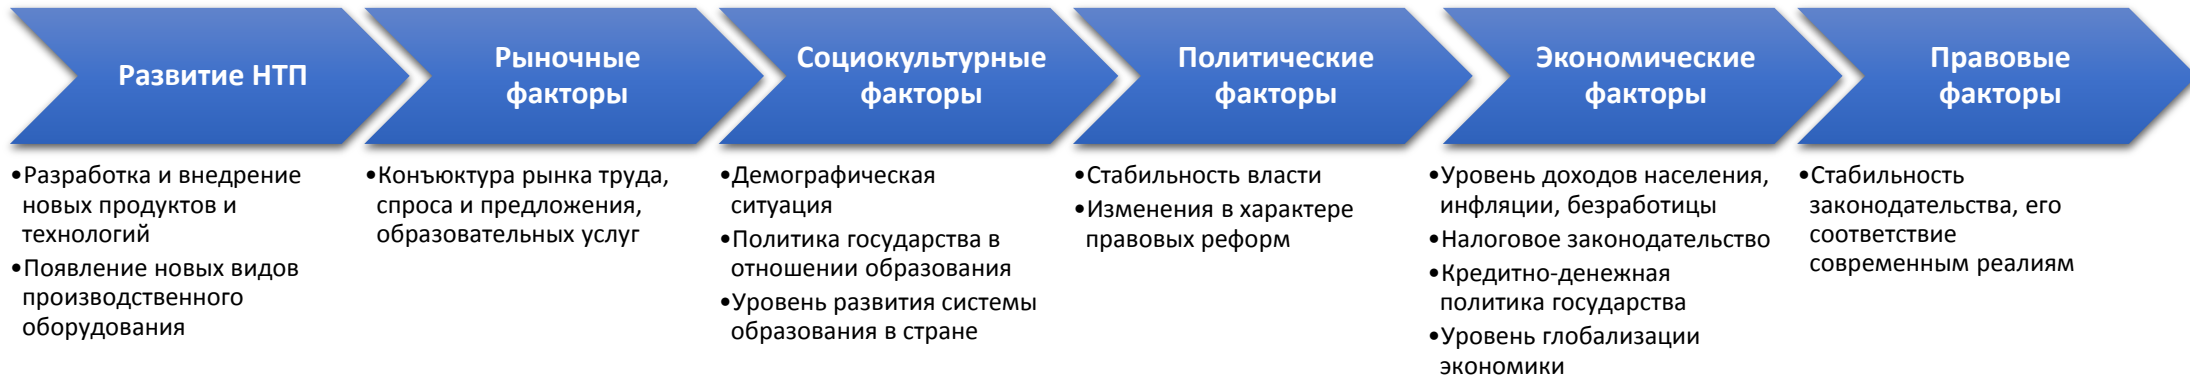 Развитие НТП
•Разработка и внедрение
новых продуктов и
технологий
•Появление новых видов
производственного
оборудования
Рыночные
факторы
•Конъюктура рынка труда,
спроса и предложения,
образовательных услуг
Социокультурные
факторы
•Демографическая
ситуация
•Политика государства в
отношении образования
•Уровень развития системы
образования в стране
Политические
факторы
•Стабильность власти
•Изменения в характере
правовых реформ
Экономические
факторы
•Уровень доходов населения,
инфляции, безработицы
•Налоговое законодательство
•Кредитно-денежная
политика государства
•Уровень глобализации
экономики
Правовые
факторы
•Стабильность
законодательства, его
соответствие
современным реалиям